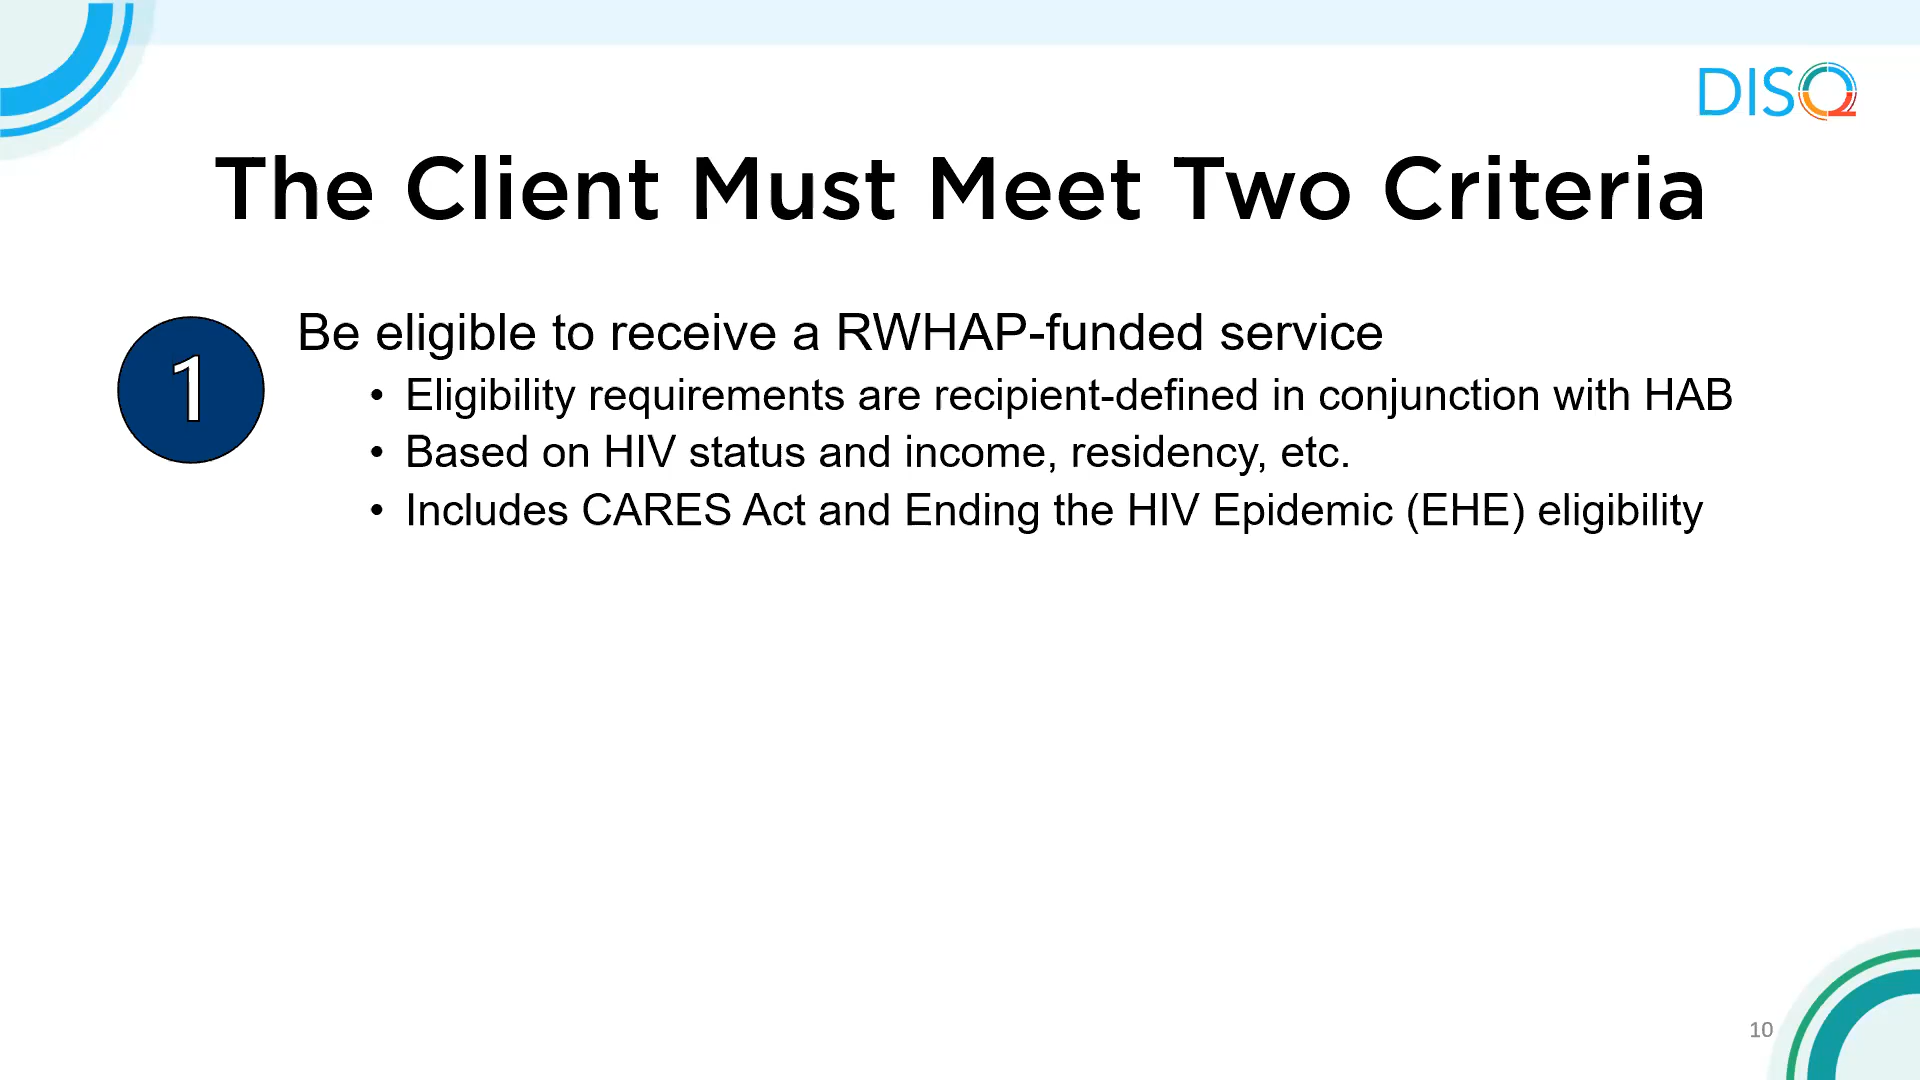 DISQ
The Client Must Meet Two Criteria
1
Be eligible to receive a RWHAP-funded service
• Eligibility requirements are recipient-defined in conjunction with HAB
• Based on HIV status and income, residency, etc.
• Includes CARES Act and Ending the HIV Epidemic (EHE) eligibility
10